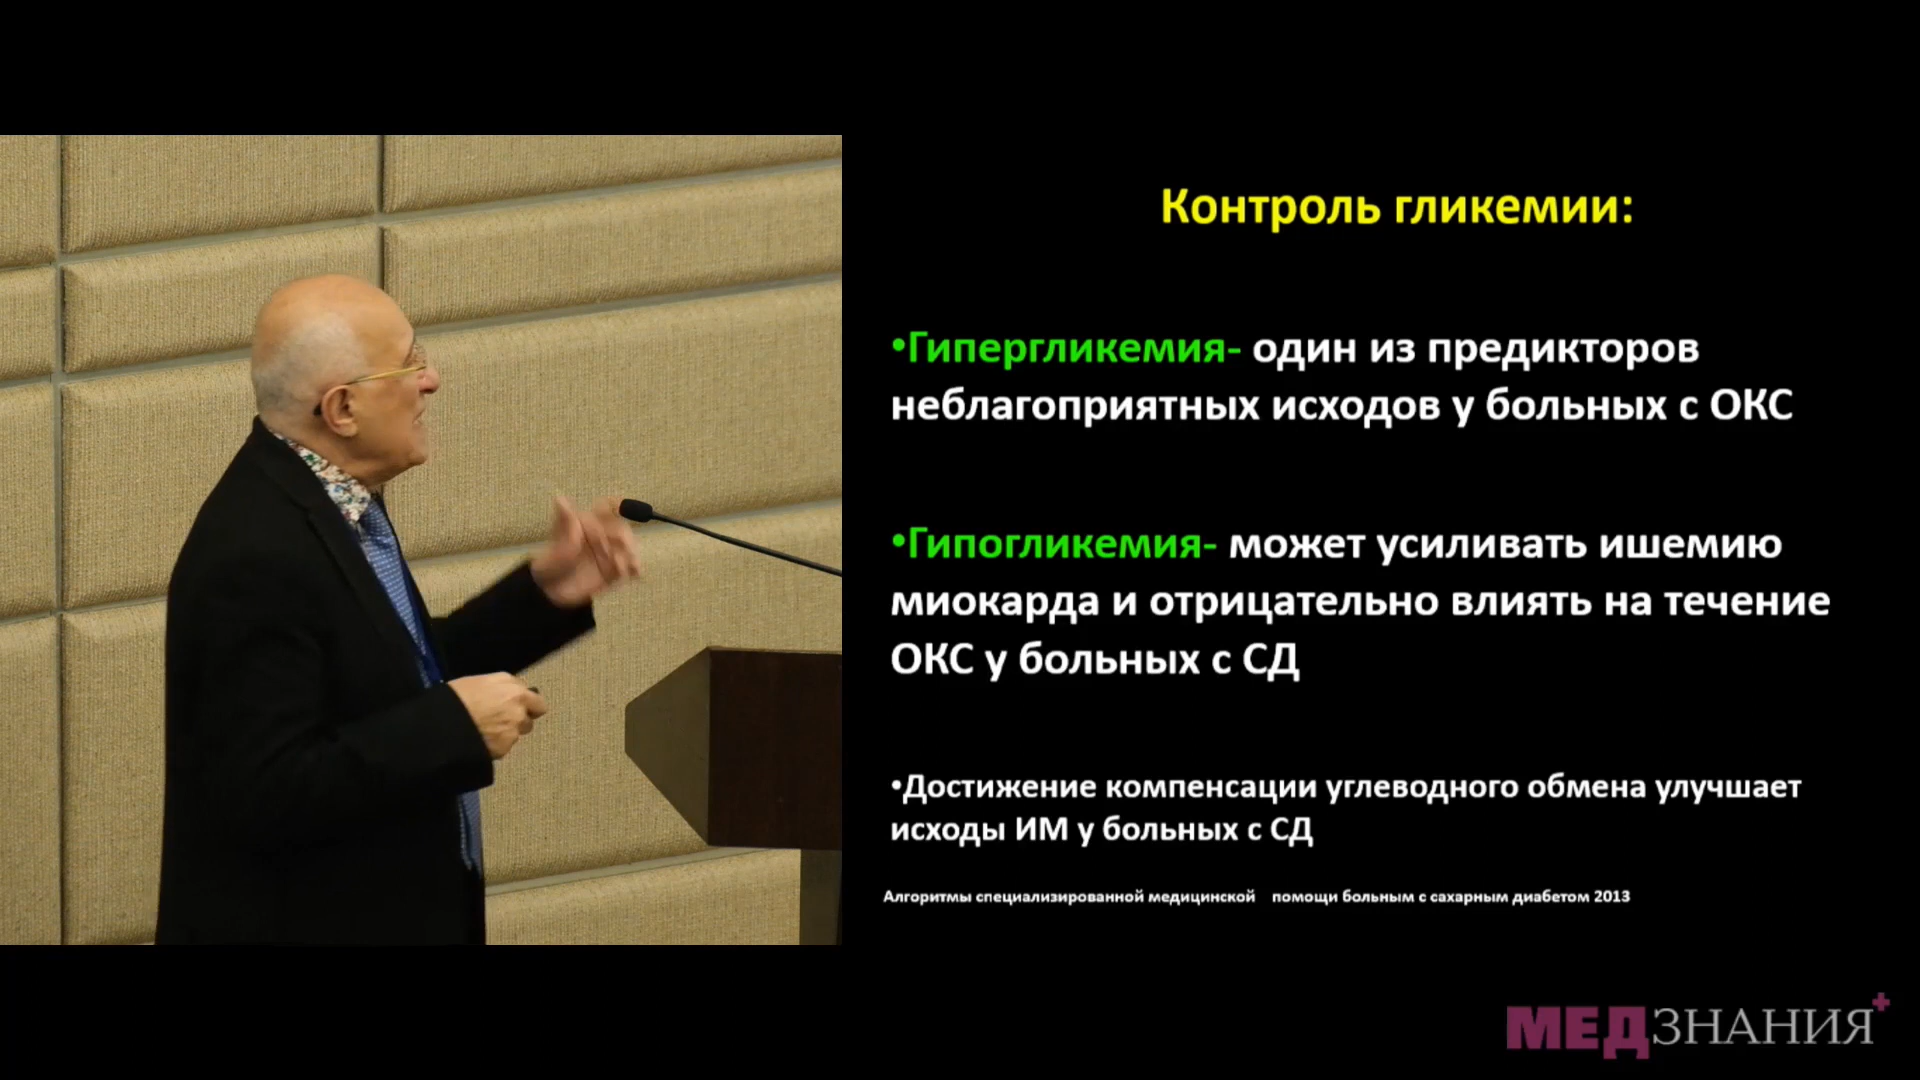 Контроль гликемии:
•Гипергликемия- один из предикторов
неблагоприятных исходов у больных с ОКС
•Гипогликемия- может усиливать ишемию
миокарда и отрицательно влиять на течение
ОКС у больных с СД
•Достижение компенсации углеводного обмена улучшает
исходы ИМ у больных с СД
Алгоритмы специализированной медицинской помощи больным с сахарным диабетом 2013
МЕДЗНАНИЯ+